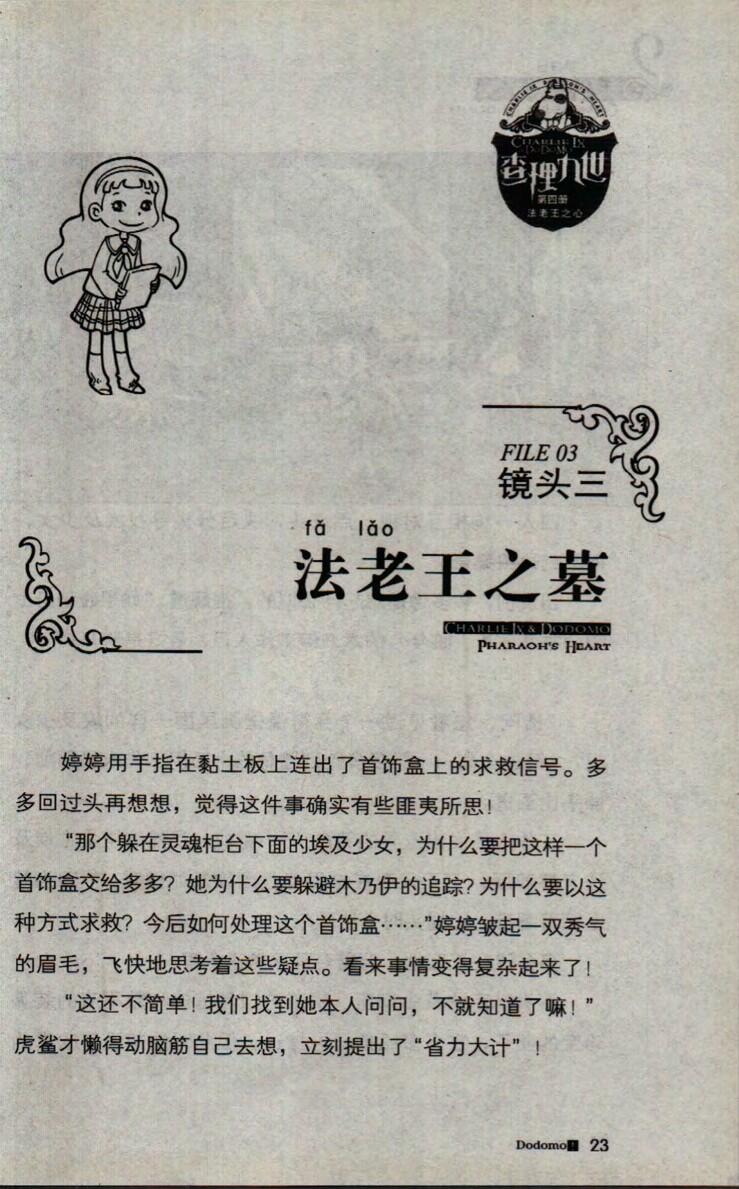 CHARLIE IX
& DODOMO
查理九世
第四册
法老王之心
FILE 03
镜头三
fǎ lǎo
法老王之墓
CHARLIE IX & DODOMO
PHARAOH'S HEART
婷婷用手指在黏土板上连出了首饰盒上的求救信号。多
多回过头再想想，觉得这件事确实有些匪夷所思！
“那个躲在灵魂柜台下面的埃及少女，为什么要把这样一个
首饰盒交给多多？她为什么要躲避木乃伊的追踪？为什么要以这
种方式求救？今后如何处理这个首饰盒……”婷婷皱起一双秀气
的眉毛，飞快地思考着这些疑点。看来事情变得复杂起来了！
“这还不简单！我们找到她本人问问，不就知道了嘛！”
虎鲨才懒得动脑筋自己去想，立刻提出了“省力大计”！
Dodomo! 23